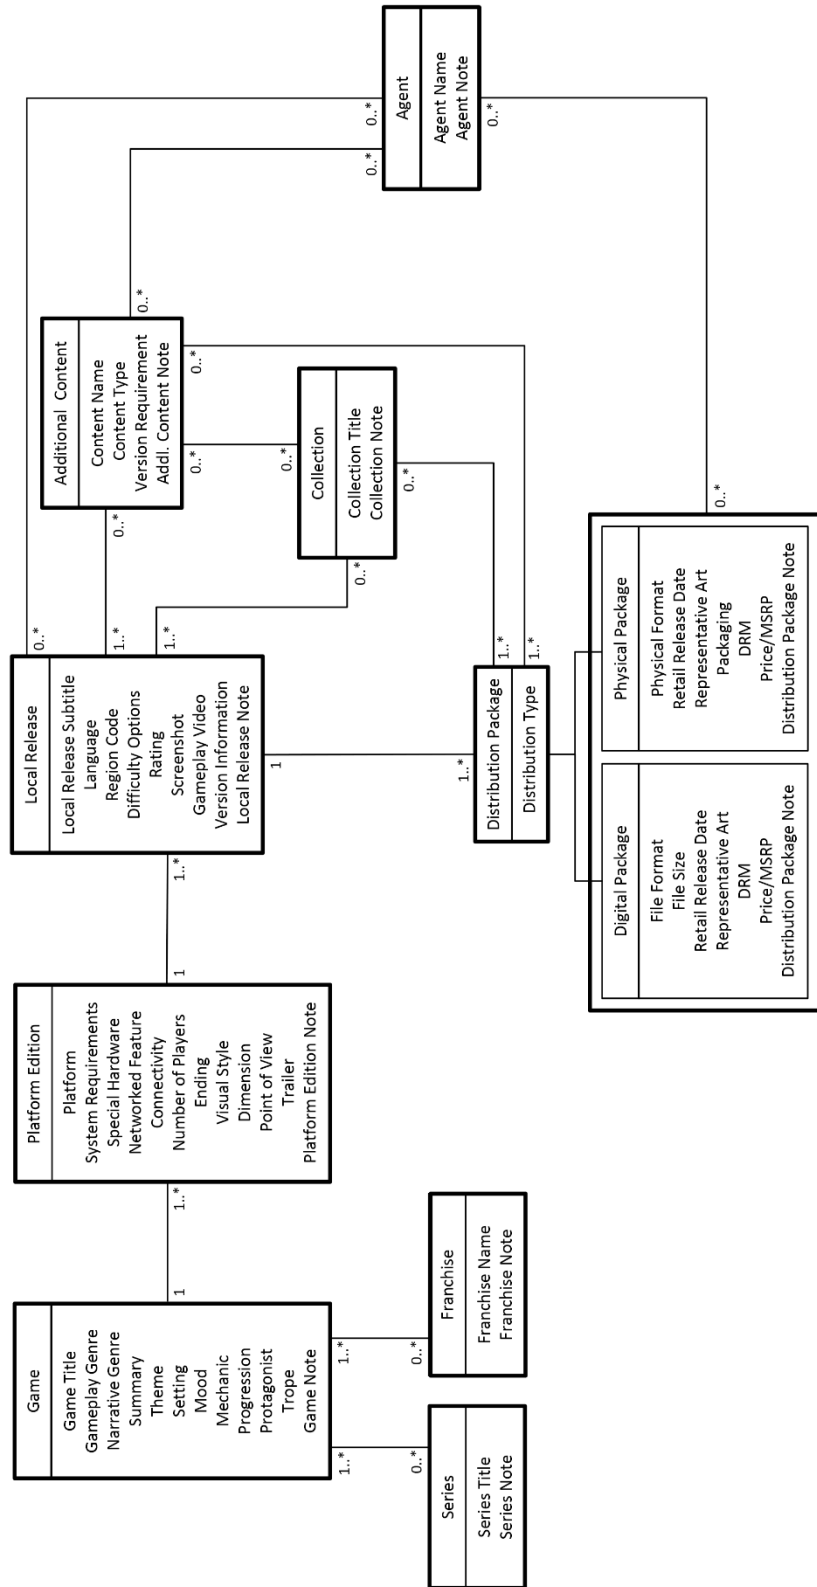 Game
Game Title
Gameplay Genre
Narrative Genre
Summary
Theme
Setting
Mood
Mechanic
Progression
Protagonist
Trope
Game Note
1
1..*
1..*
1..*
0..*
0..*
Series
Series Title
Series Note
Franchise
Franchise Name
Franchise Note
Platform Edition
Platform
System Requirements
Special Hardware
Networked Feature
Connectivity
Number of Players
Ending
Visual Style
Dimension
Point of View
Trailer
Platform Edition Note
1
1..*
Local Release
Local Release Subtitle
Language
Region Code
Difficulty Options
Rating
Screenshot
Gameplay Video
Version Information
Local Release Note
0..*
1..*
1..*
1
0..*
0..*
1..*
Additional Content
Content Name
Content Type
Version Requirement
Addl. Content Note
0..*
0..*
0..*
0..*
Collection
Collection Title
Collection Note
0..*
1..*
1..*
Distribution Package
Distribution Type
Agent
Agent Name
Agent Note
0..*
0..*
0..*
0..*
Digital Package
File Format
File Size
Retail Release Date
Representative Art
DRM
Price/MSRP
Distribution Package Note
Physical Package
Physical Format
Retail Release Date
Representative Art
Packaging
DRM
Price/MSRP
Distribution Package Note